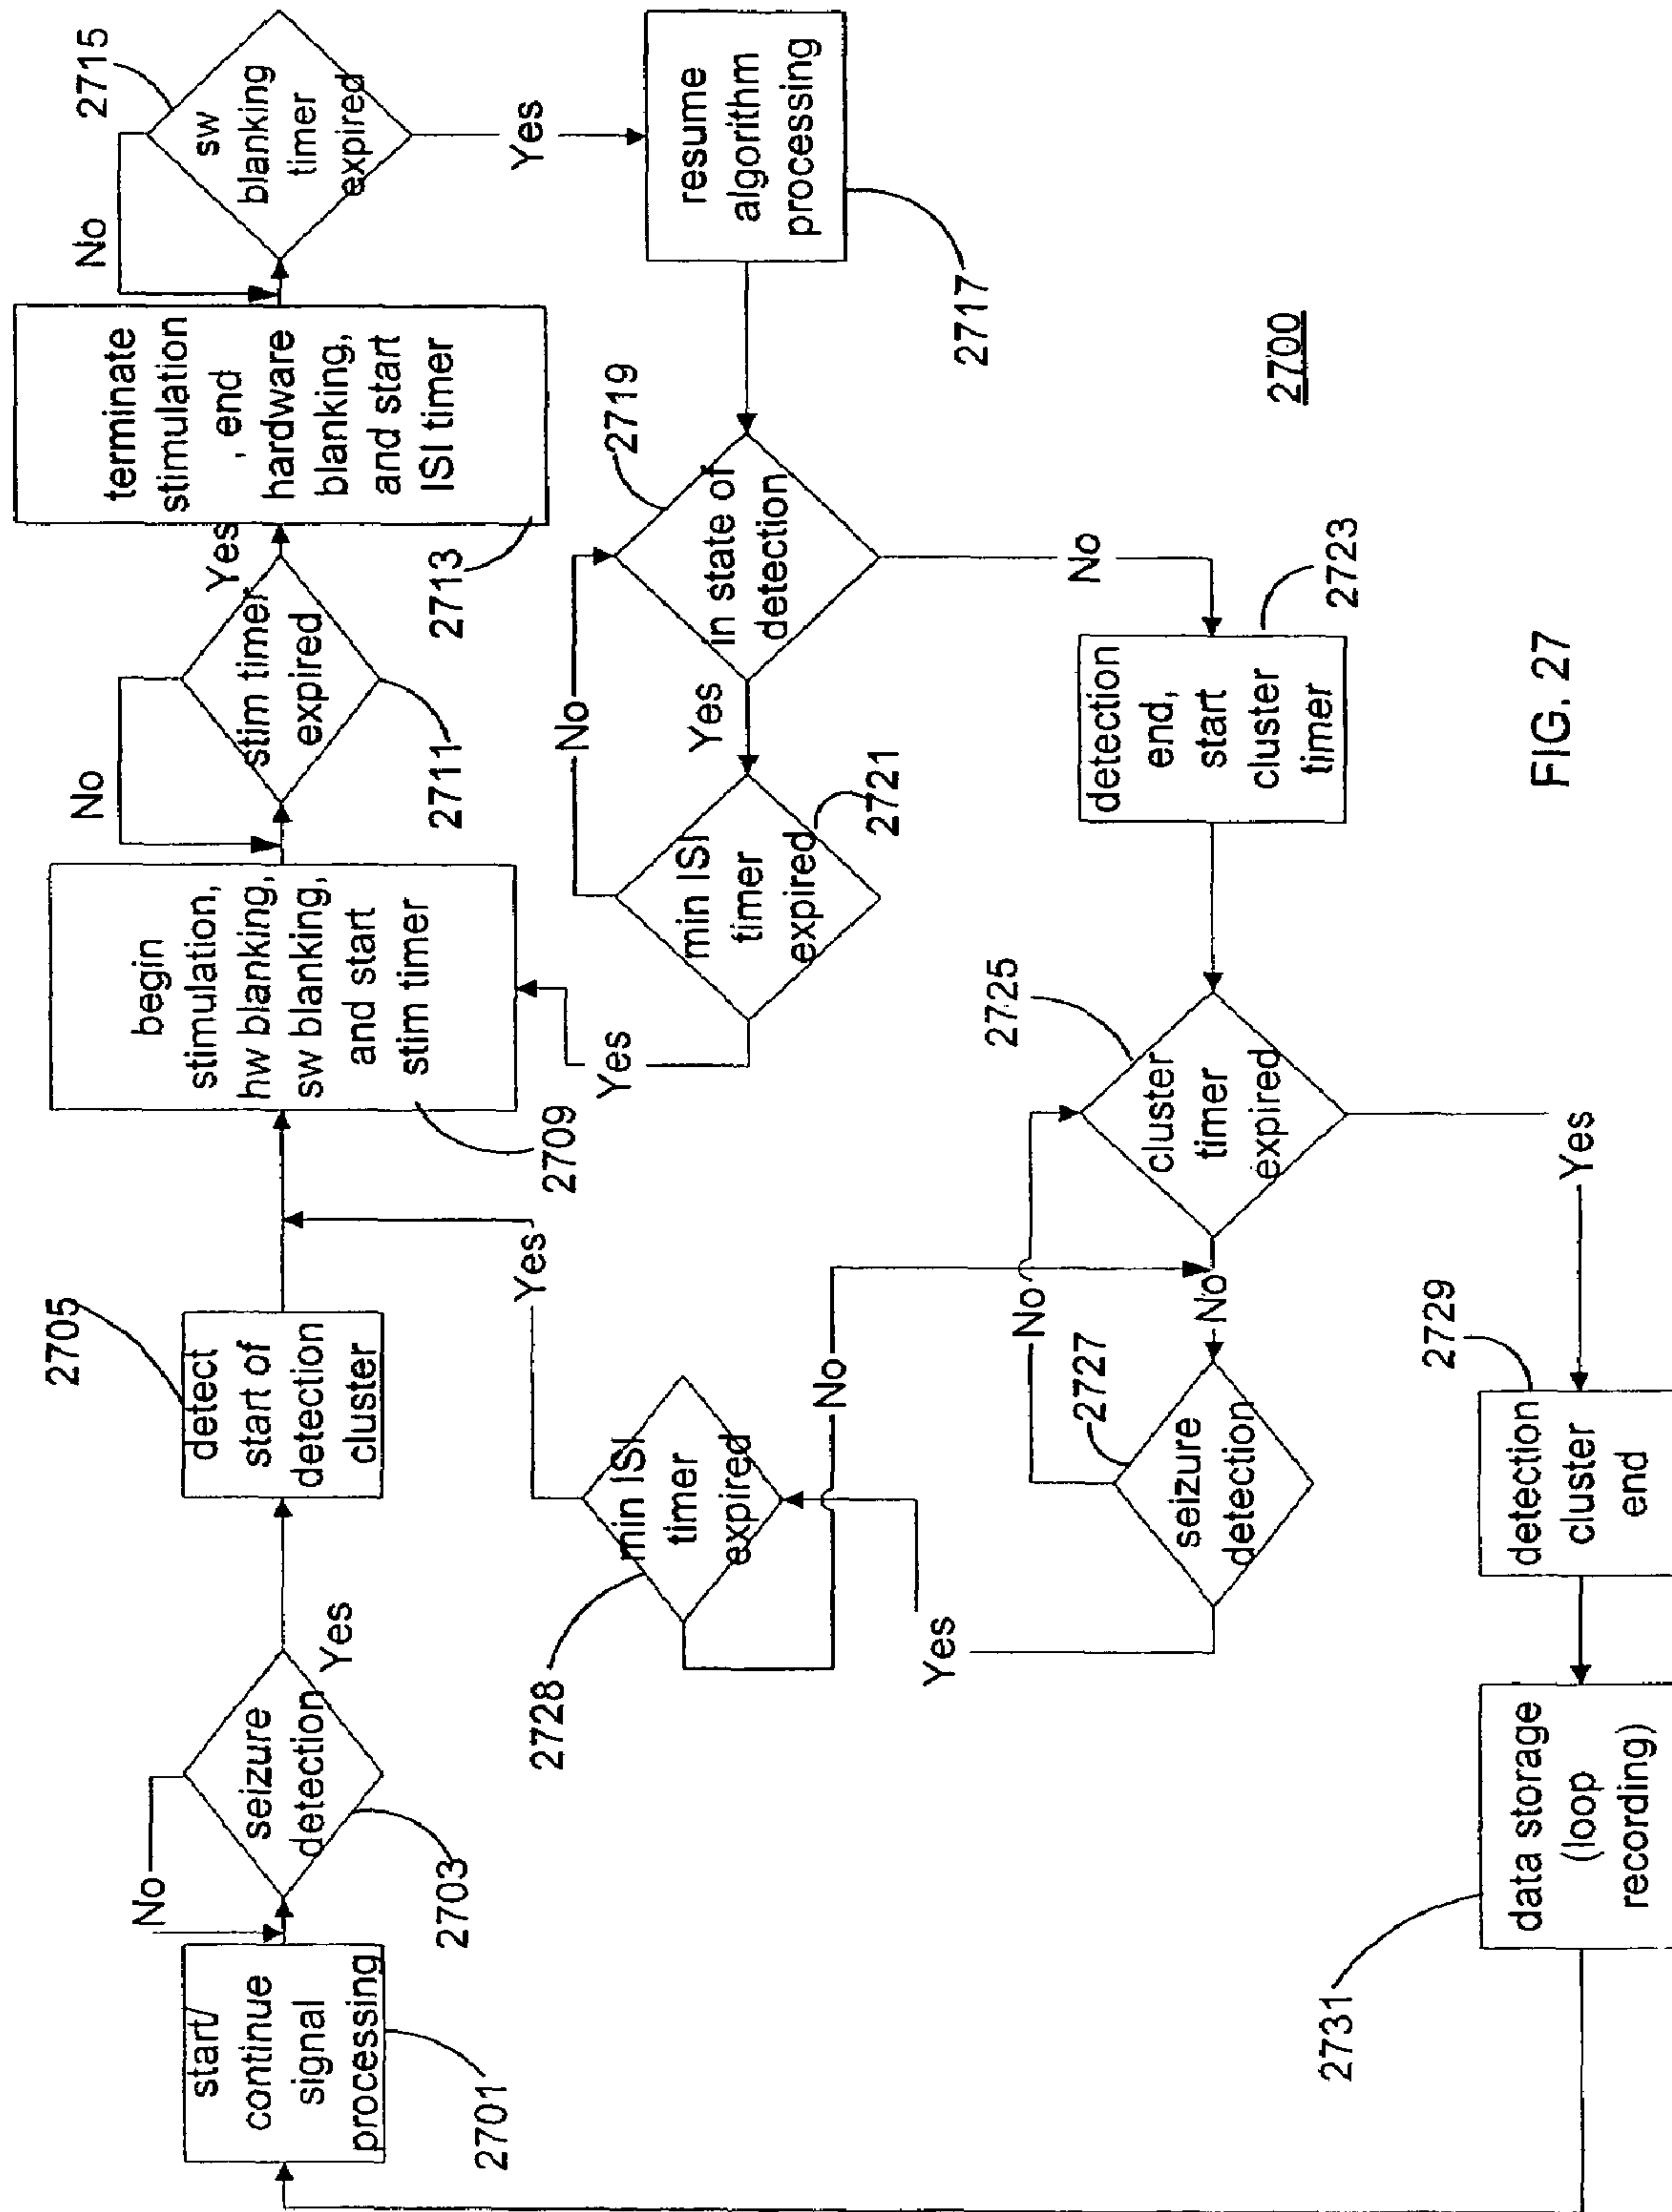 start/
continue
signal
processing
2701
No
seizure
detection
2703
Yes
detect
start of
detection
cluster
2705
begin
stimulation,
hw blanking,
sw blanking,
and start
stim timer
2709
No
stim timer
expired
2711
Yes
terminate
stimulation
, end
hardware
blanking,
and start
ISI timer
2713
No
sw
blanking
timer
expired
2715
Yes
resume
algorithm
processing
2717
in state of
detection
2719
Yes
No
min ISI
timer
expired
2721
No
Yes
detection
end,
start
cluster
timer
2723
cluster
timer
expired
2725
No
Yes
seizure
detection
2727
No
Yes
min ISI
timer
expired
2728
No
Yes
detection
cluster
end
2729
data storage
(loop
recording)
2731
2700
FIG. 27